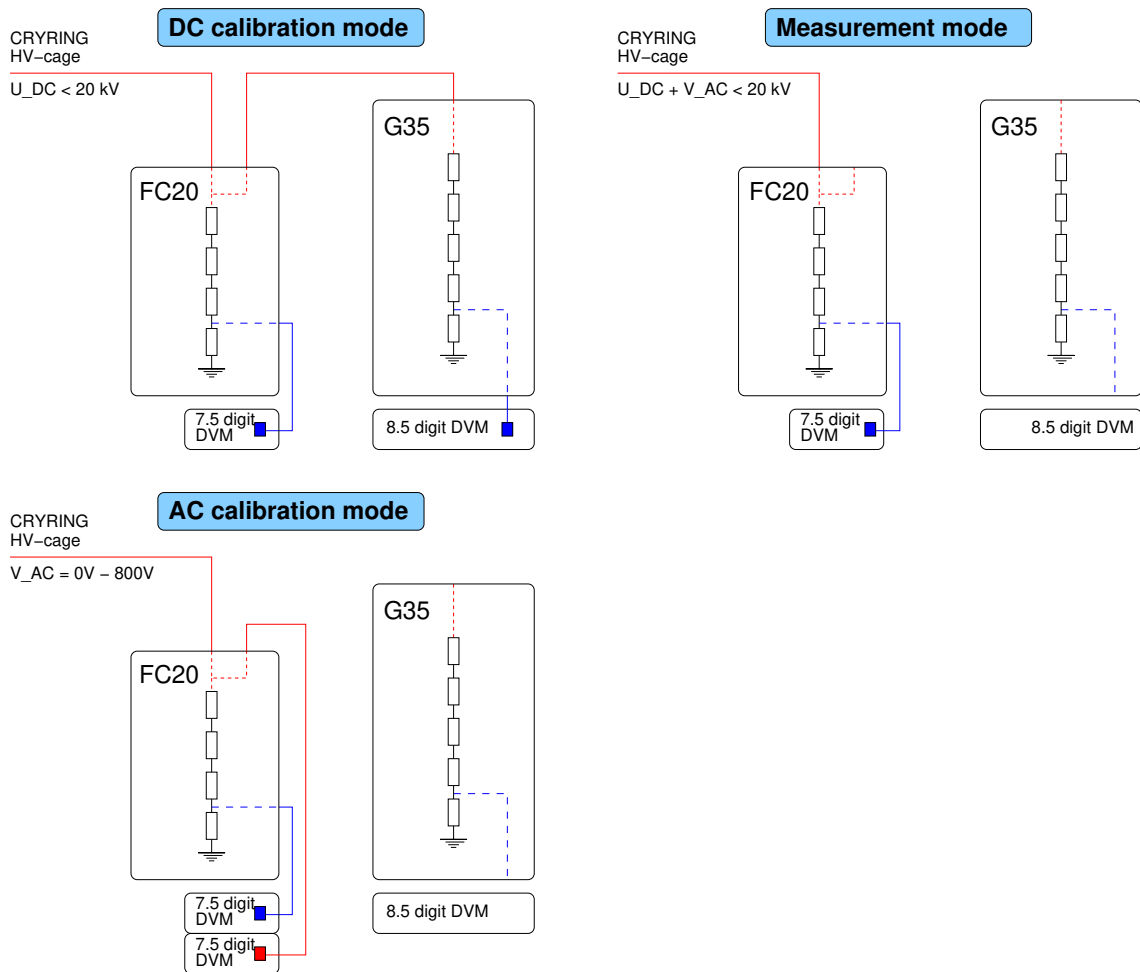 DC calibration mode
CRYRING
HV−cage
U_DC < 20 kV
G35
FC20
7.5 digit
DVM
8.5 digit DVM
Measurement mode
CRYRING
HV−cage
U_DC + V_AC < 20 kV
G35
FC20
7.5 digit
DVM
8.5 digit DVM
AC calibration mode
CRYRING
HV−cage
V_AC = 0V − 800V
G35
FC20
7.5 digit
DVM
8.5 digit DVM
7.5 digit
DVM